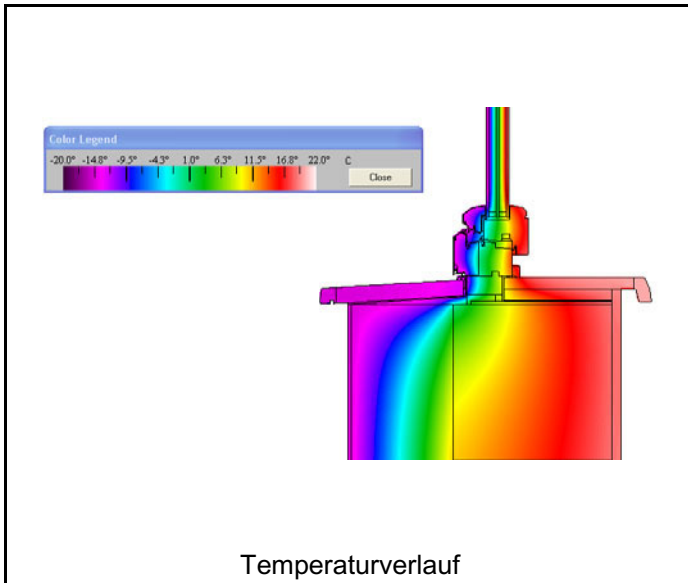 Color Legend
-20.0° -14.8° -9.5° -4.3° 1.0° 6.3° 11.5° 16.8° 22.0° C
Close
Temperaturverlauf